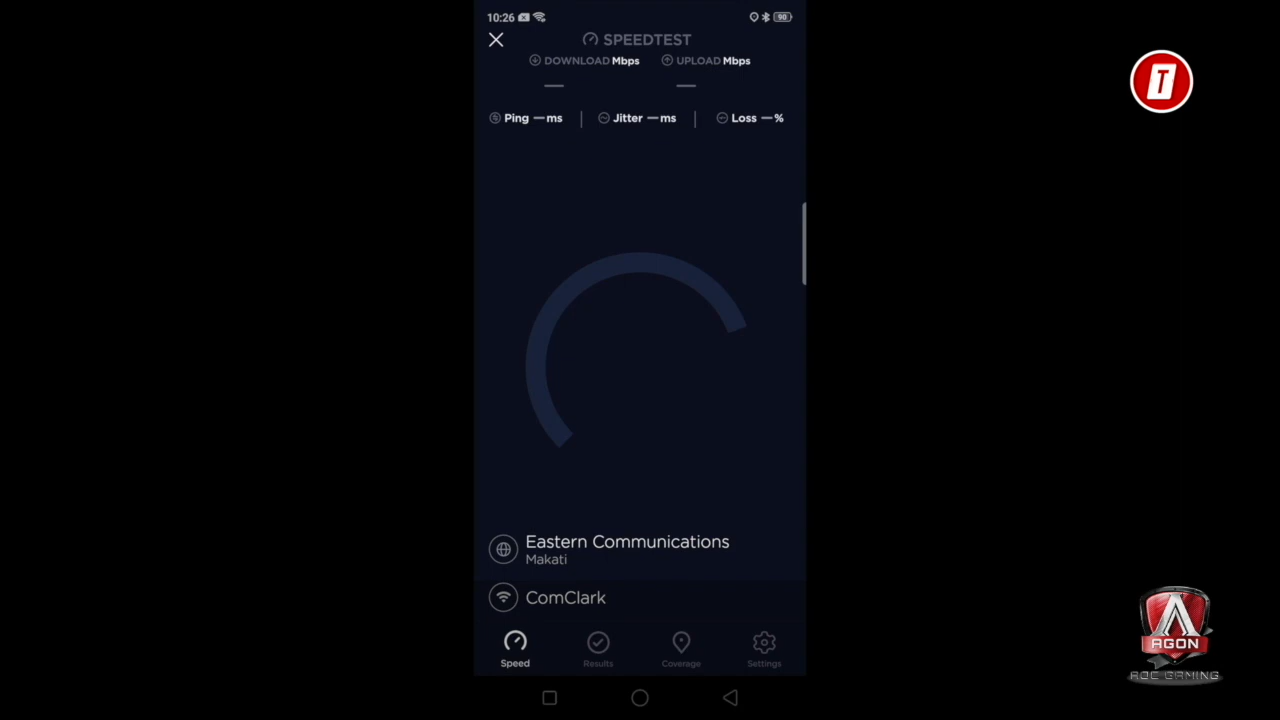 10:26
90
SPEEDTEST
DOWNLOAD Mbps
UPLOAD Mbps
Ping — ms
Jitter — ms
Loss — %
T
Eastern Communications
Makati
ComClark
Speed
Results
Coverage
Settings
AGON
AOC GAMING